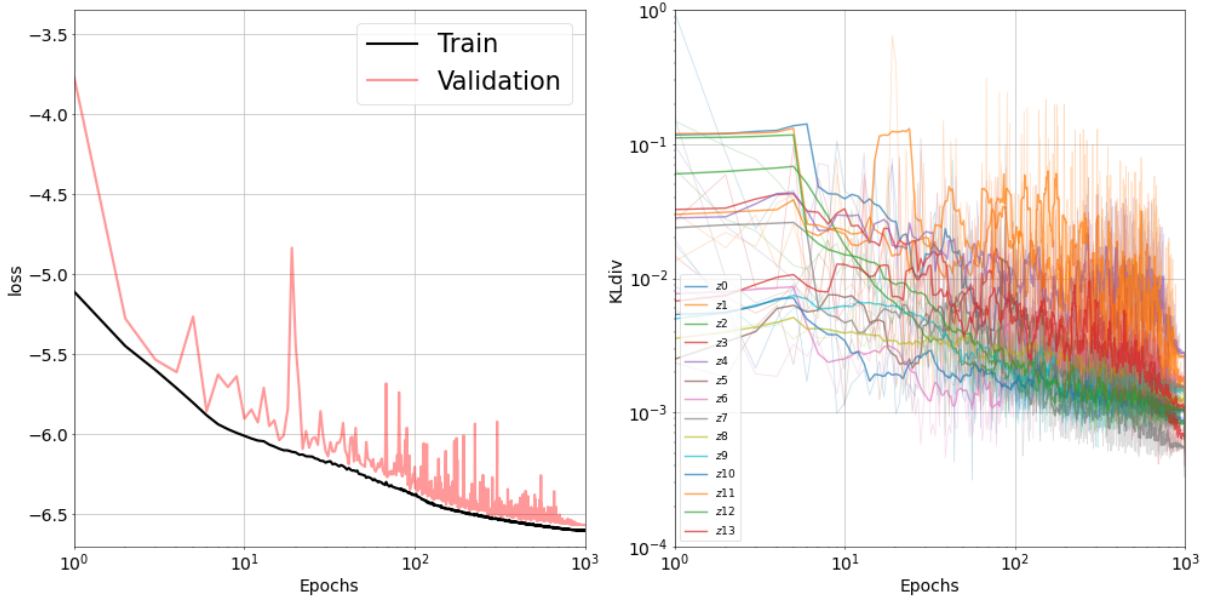 Train
Validation
loss
−3.5
−4.0
−4.5
−5.0
−5.5
−6.0
−6.5
10⁰
10¹
10²
10³
Epochs
KLdiv
10⁰
10⁻¹
10⁻²
10⁻³
10⁻⁴
z0
z1
z2
z3
z4
z5
z6
z7
z8
z9
z10
z11
z12
z13
10⁰
10¹
10²
10³
Epochs